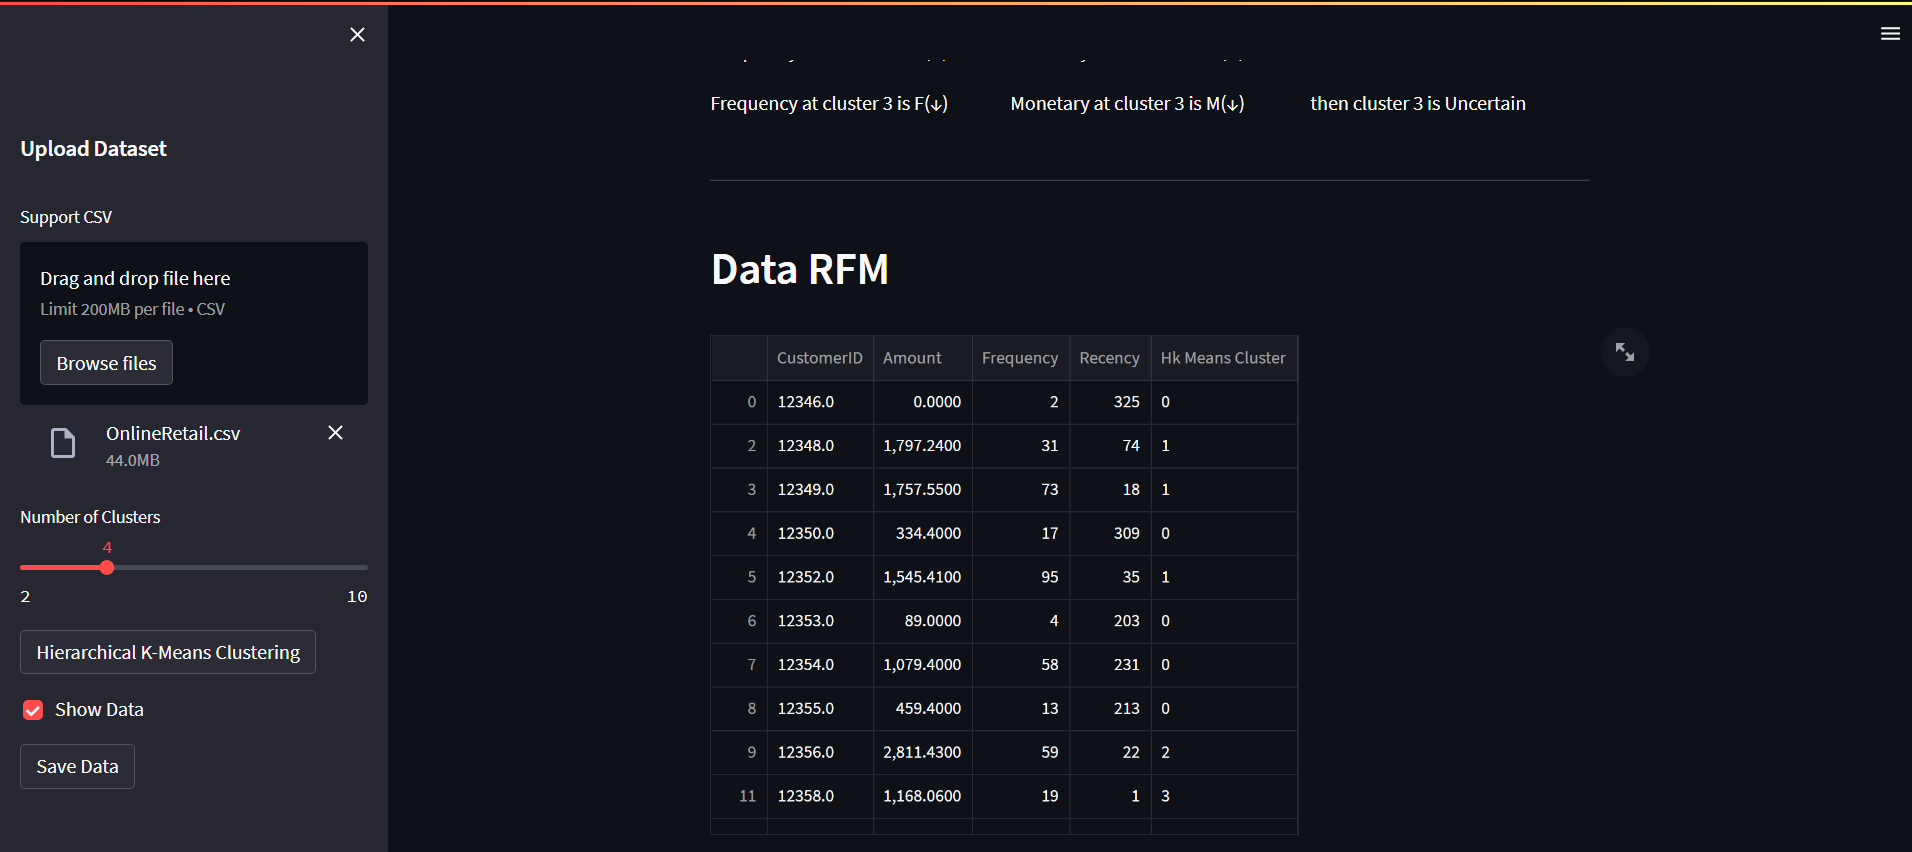 Upload Dataset
Support CSV
Drag and drop file here
Limit 200MB per file • CSV
Browse files
OnlineRetail.csv
44.0MB
Number of Clusters
4
2 10
Hierarchical K-Means Clustering
Show Data
Save Data
Frequency at cluster 3 is F(↓) Monetary at cluster 3 is M(↓) then cluster 3 is Uncertain
Data RFM
CustomerID Amount Frequency Recency Hk Means Cluster
0 12346.0 0.0000 2 325 0
2 12348.0 1,797.2400 31 74 1
3 12349.0 1,757.5500 73 18 1
4 12350.0 334.4000 17 309 0
5 12352.0 1,545.4100 95 35 1
6 12353.0 89.0000 4 203 0
7 12354.0 1,079.4000 58 231 0
8 12355.0 459.4000 13 213 0
9 12356.0 2,811.4300 59 22 2
11 12358.0 1,168.0600 19 1 3